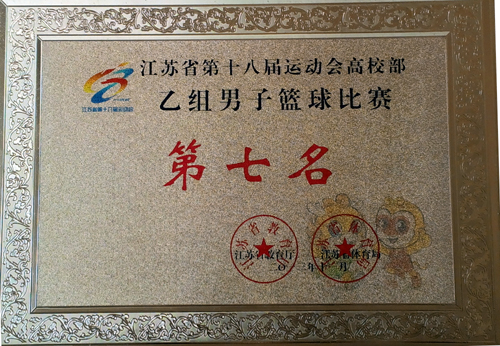 江苏省第十八届运动会高校部
乙组男子篮球比赛
第七名
江苏省教育厅 江苏省体育局